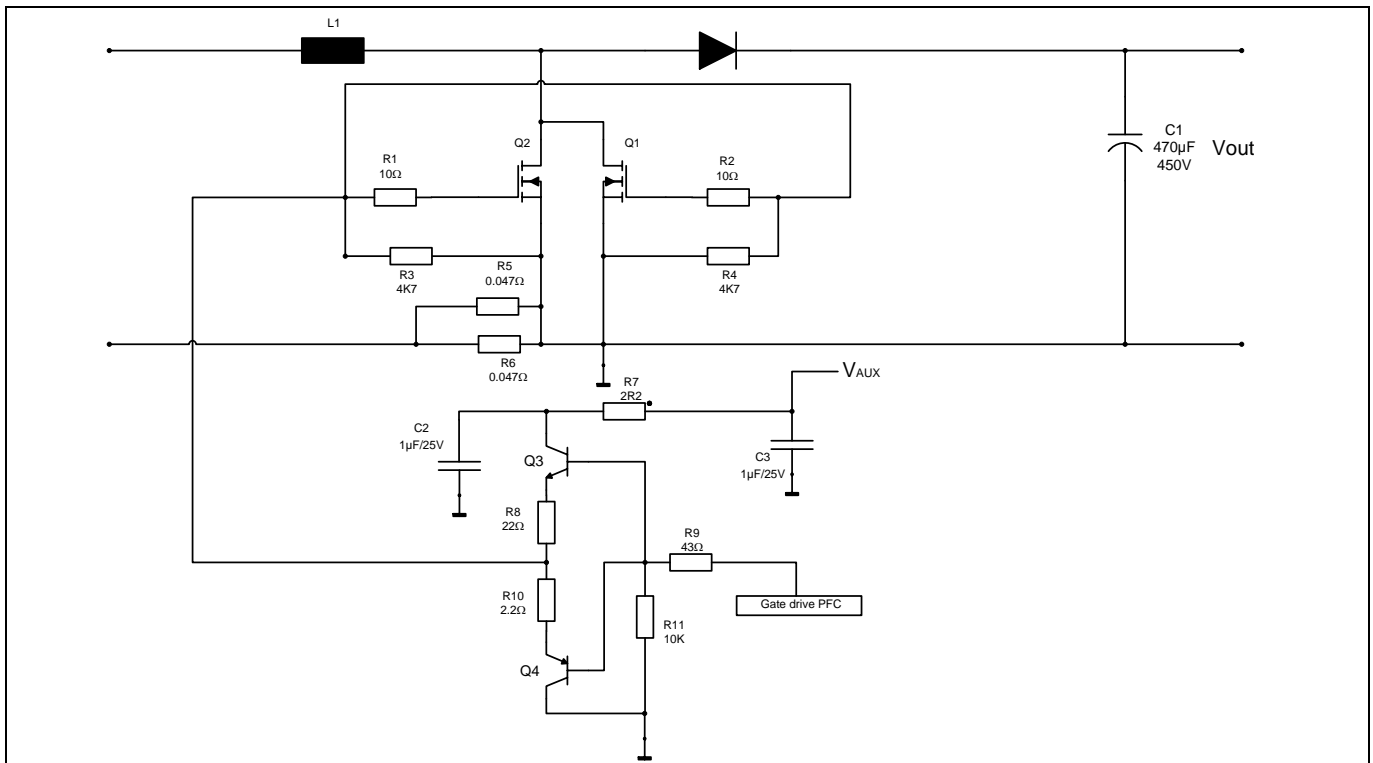 L1
Q2
Q1
R1
10Ω
R2
10Ω
C1
470µF
450V
Vout
R3
4K7
R5
0.047Ω
R4
4K7
R6
0.047Ω
R7
2R2
VAUX
C2
1µF/25V
Q3
C3
1µF/25V
R8
22Ω
R9
43Ω
R10
2.2Ω
Gate drive PFC
R11
10K
Q4